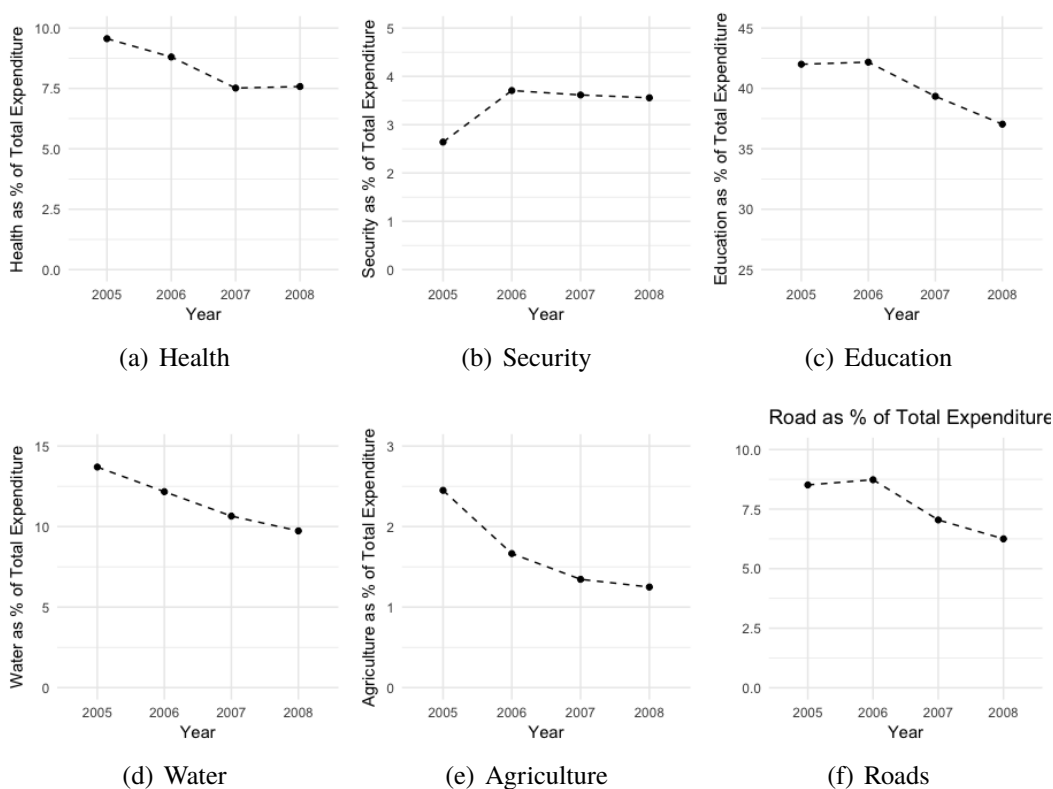 Health as % of Total Expenditure
10.0
7.5
5.0
2.5
0.0
2005 2006 2007 2008
Year
(a) Health
Security as % of Total Expenditure
5
4
3
2
1
0
2005 2006 2007 2008
Year
(b) Security
Education as % of Total Expenditure
45
40
35
30
25
2005 2006 2007 2008
Year
(c) Education
Water as % of Total Expenditure
15
10
5
0
2005 2006 2007 2008
Year
(d) Water
Agriculture as % of Total Expenditure
3
2
1
0
2005 2006 2007 2008
Year
(e) Agriculture
Road as % of Total Expenditure
10.0
7.5
5.0
2.5
0.0
2005 2006 2007 2008
Year
(f) Roads